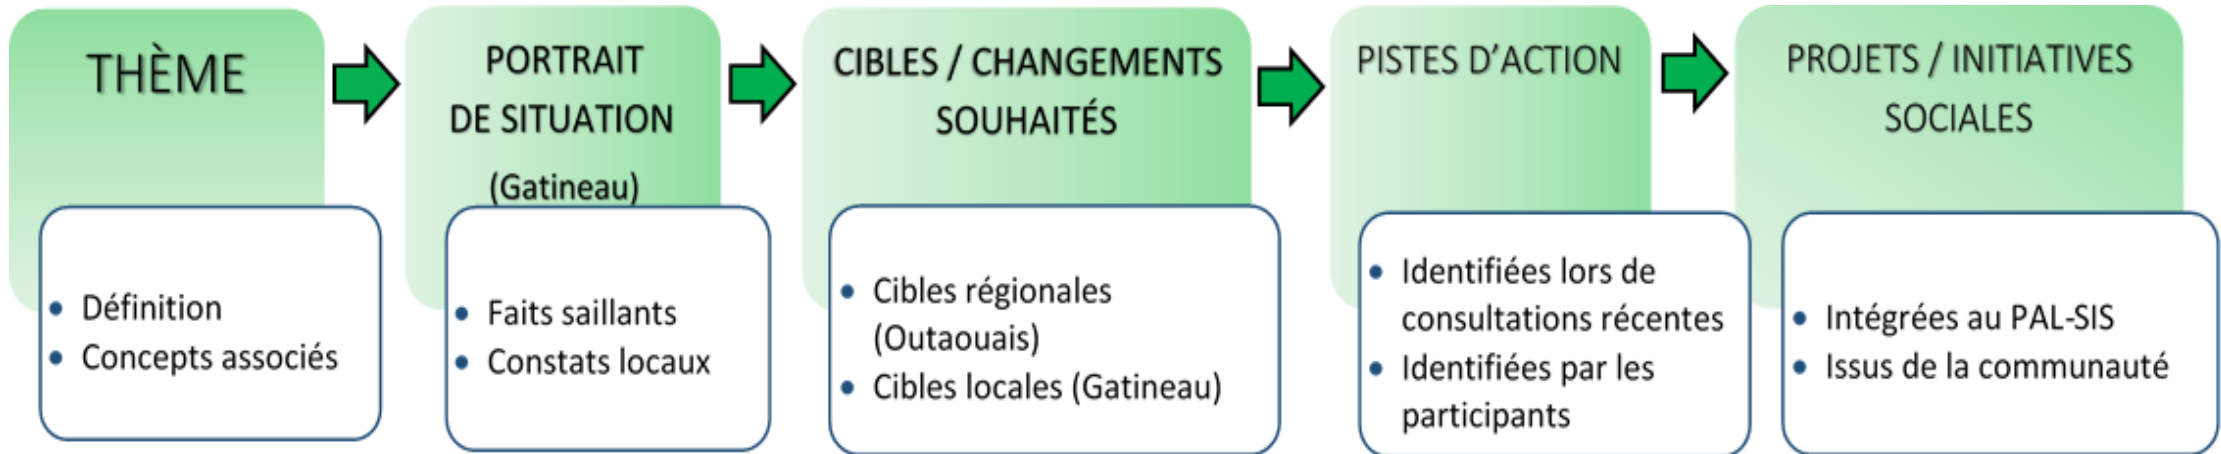 THÈME
• Définition
• Concepts associés
PORTRAIT
DE SITUATION
(Gatineau)
• Faits saillants
• Constats locaux
CIBLES / CHANGEMENTS
SOUHAITÉS
• Cibles régionales
(Outaouais)
• Cibles locales (Gatineau)
PISTES D’ACTION
• Identifiées lors de
consultations récentes
• Identifiées par les
participants
PROJETS / INITIATIVES
SOCIALES
• Intégrées au PAL-SIS
• Issus de la communauté